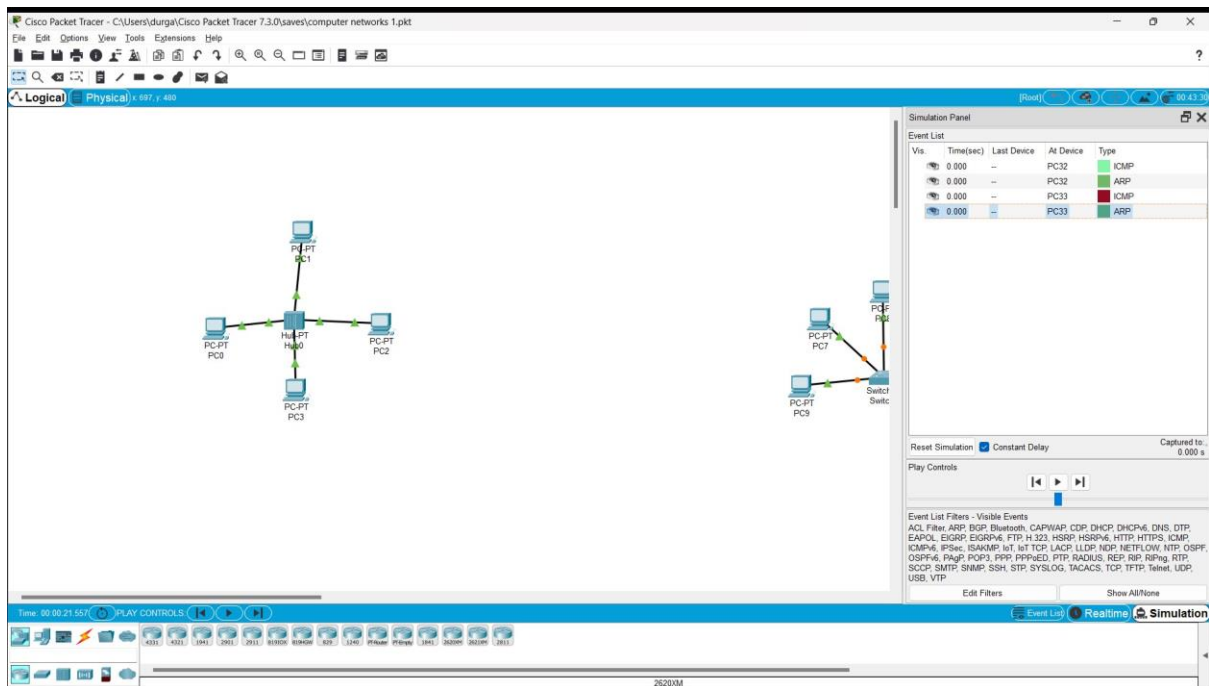 Cisco Packet Tracer - C:\Users\durga\Cisco Packet Tracer 7.3.0\saves\computer networks 1.pkt
File Edit Options View Tools Extensions Help
?
Logical Physical x: 697, y: 480 [Root] 00:43:30
Simulation Panel
Event List
Vis. Time(sec) Last Device At Device Type
0.000 -- PC32 ICMP
0.000 -- PC32 ARP
0.000 -- PC33 ICMP
0.000 -- PC33 ARP
PC-PT
PC1
PC-PT
PC0
Hub-PT
Hub0
PC-PT
PC2
PC-PT
PC3
PC-PT
PC7
PC-PT
PC9
Switch
Switc
Reset Simulation Constant Delay Captured to:
0.000 s
Play Controls
Event List Filters - Visible Events
ACL Filter, ARP, BGP, Bluetooth, CAPWAP, CDP, DHCP, DHCPv6, DNS, DTP,
EAPOL, EIGRP, EIGRPv6, FTP, H.323, HSRP, HSRPv6, HTTP, HTTPS, ICMP,
ICMPv6, IPSec, ISAKMP, IoT, IoT TCP, LACP, LLDP, NDP, NETFLOW, NTP, OSPF,
OSPFv6, PAgP, POP3, PPP, PPPoED, PTP, RADIUS, REP, RIP, RIPng, RTP,
SCCP, SMTP, SNMP, SSH, STP, SYSLOG, TACACS, TCP, TFTP, Telnet, UDP,
USB, VTP
Edit Filters Show All/None
Time: 00:00:21.557 PLAY CONTROLS: Event List Realtime Simulation
4331 4321 1941 2901 2911 819IOX 819HGW 829 1240 PT-Router PT-Empty 1841 2620XM 2621XM 2811
2620XM